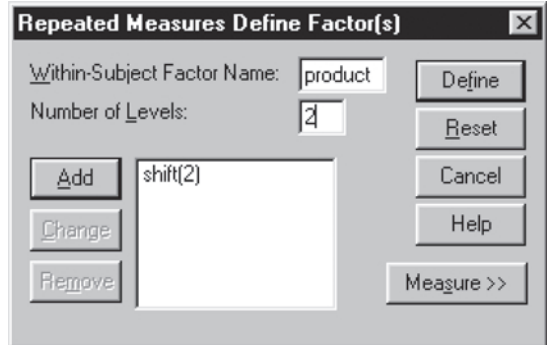 Repeated Measures Define Factor(s)
Within-Subject Factor Name: product
Define
Number of Levels: 2
Reset
Add
shift(2)
Cancel
Change
Help
Remove
Measure >>